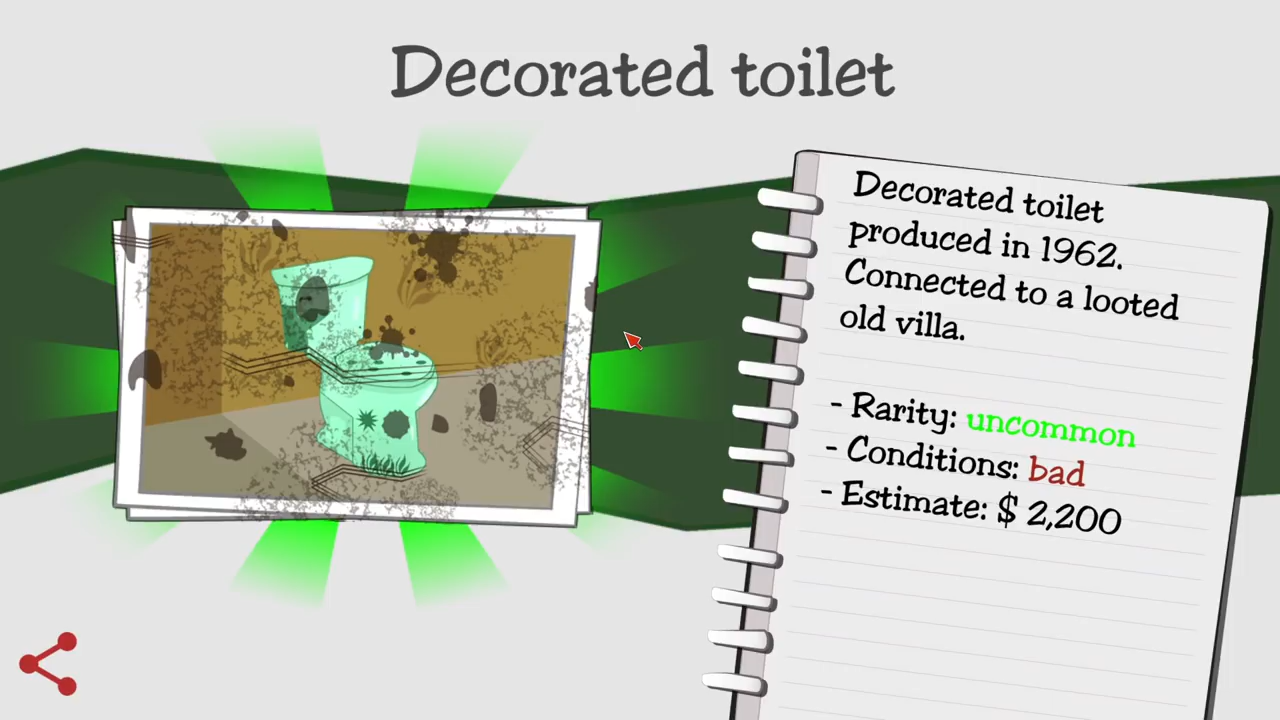 Decorated toilet
Decorated toilet
produced in 1962.
Connected to a looted
old villa.
- Rarity: uncommon
- Conditions: bad
- Estimate: $ 2,200